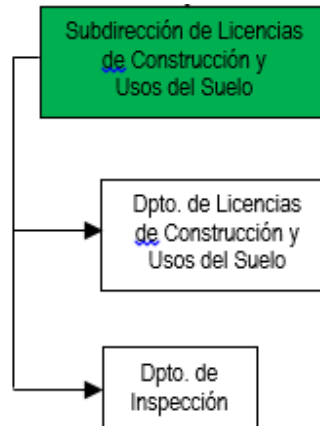 Subdirección de Licencias
de Construcción y
Usos del Suelo
Dpto. de Licencias
de Construcción y
Usos del Suelo
Dpto. de
Inspección